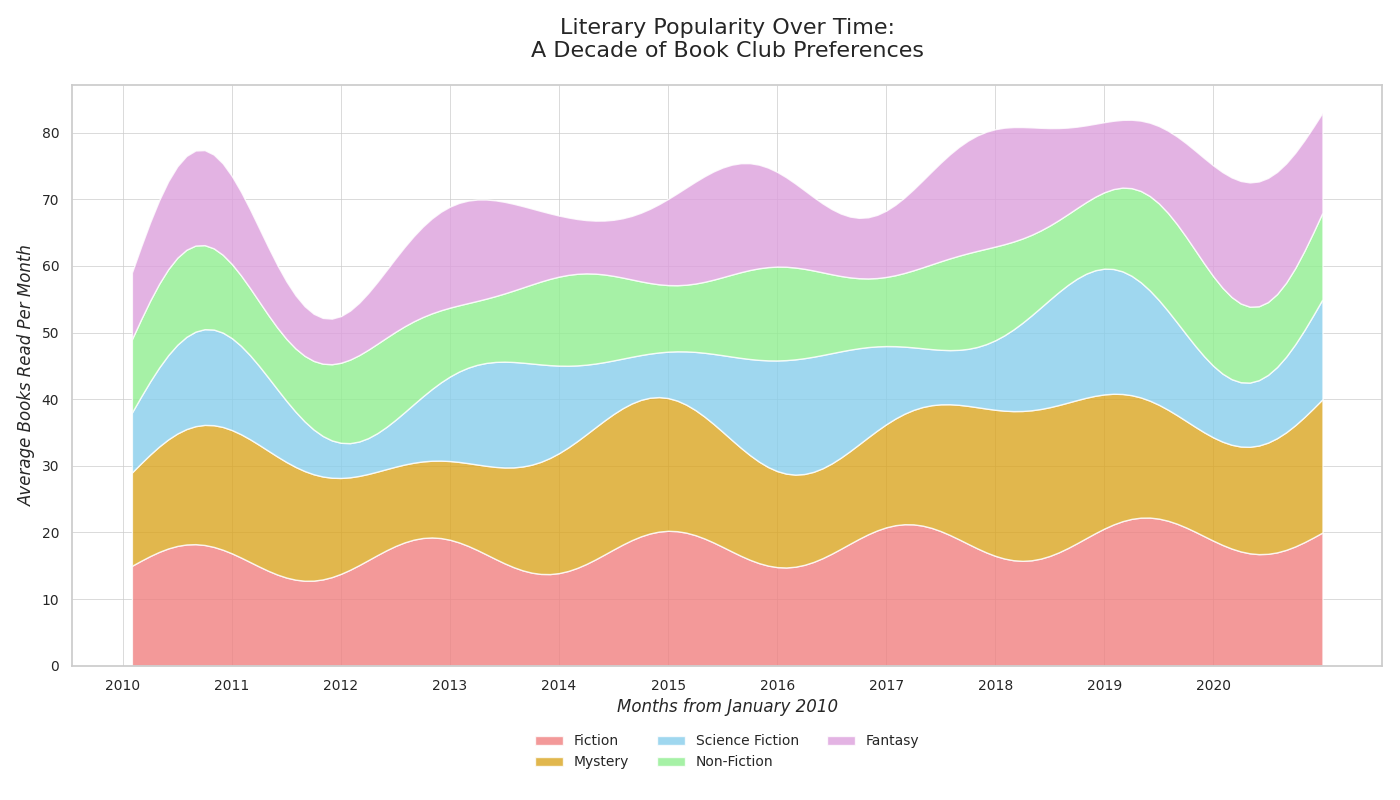 Literary Popularity Over Time:
A Decade of Book Club Preferences
Average Books Read Per Month
80
70
60
50
40
30
20
10
0
2010 2011 2012 2013 2014 2015 2016 2017 2018 2019 2020
Months from January 2010
Fiction Science Fiction Fantasy
Mystery Non-Fiction